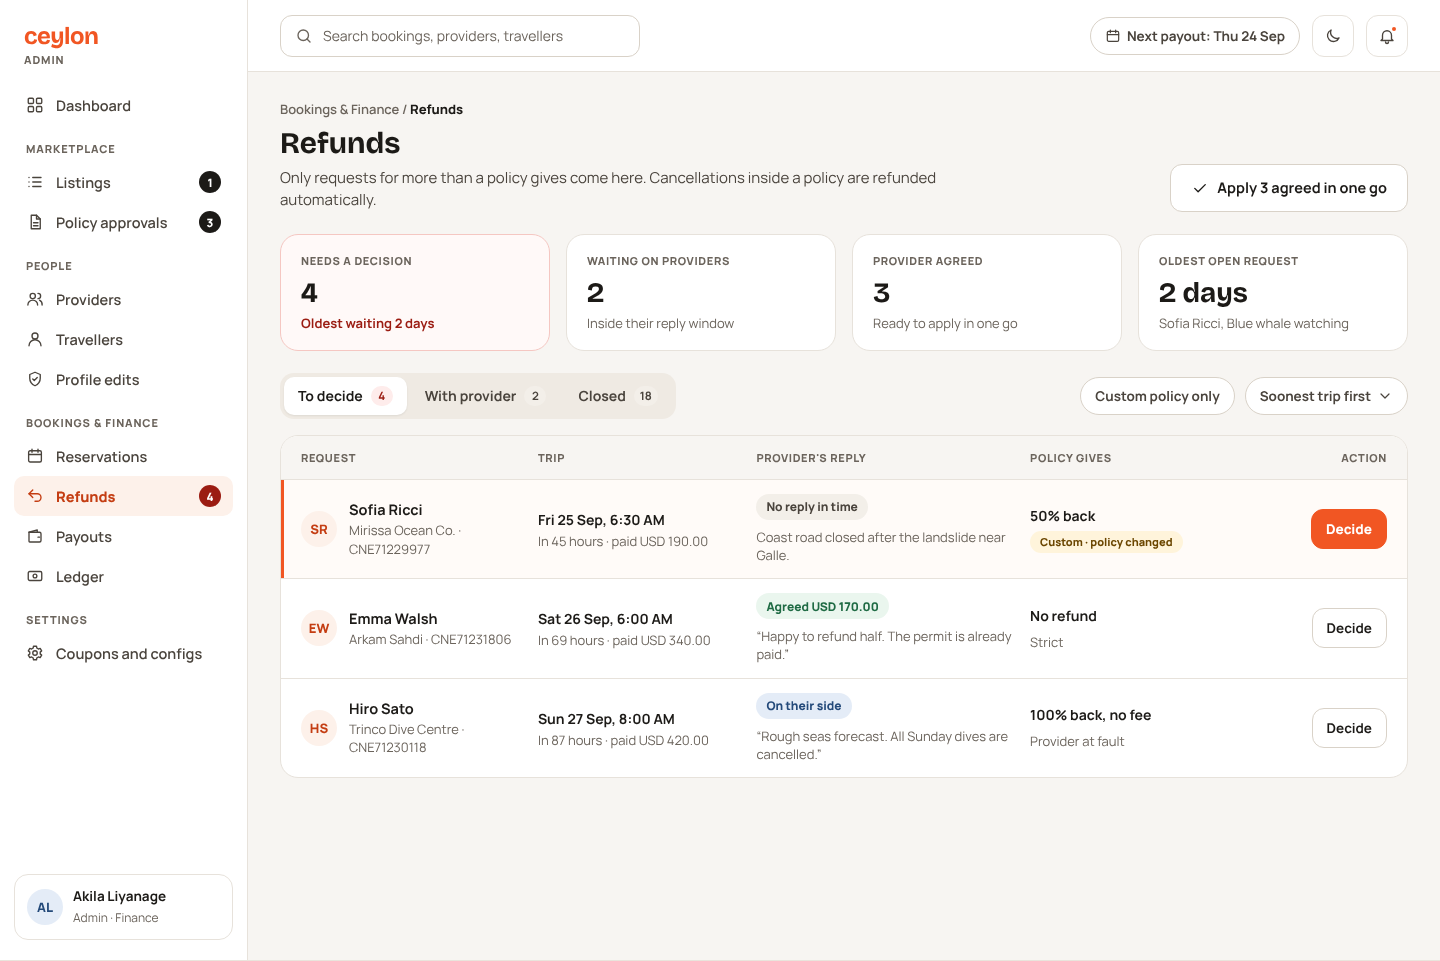 ceylon
ADMIN
Dashboard
MARKETPLACE
Listings 1
Policy approvals 3
PEOPLE
Providers
Travellers
Profile edits
BOOKINGS & FINANCE
Reservations
Refunds 4
Payouts
Ledger
SETTINGS
Coupons and configs
AL
Akila Liyanage
Admin · Finance
Search bookings, providers, travellers
Next payout: Thu 24 Sep
Bookings & Finance / Refunds
Refunds
Only requests for more than a policy gives come here. Cancellations inside a policy are refunded
automatically.
Apply 3 agreed in one go
NEEDS A DECISION
4
Oldest waiting 2 days
WAITING ON PROVIDERS
2
Inside their reply window
PROVIDER AGREED
3
Ready to apply in one go
OLDEST OPEN REQUEST
2 days
Sofia Ricci, Blue whale watching
To decide 4
With provider 2
Closed 18
Custom policy only
Soonest trip first
REQUEST TRIP PROVIDER'S REPLY POLICY GIVES ACTION
SR
Sofia Ricci
Mirissa Ocean Co. ·
CNE71229977
Fri 25 Sep, 6:30 AM
In 45 hours · paid USD 190.00
No reply in time
Coast road closed after the landslide near
Galle.
50% back
Custom · policy changed
Decide
EW
Emma Walsh
Arkam Sahdi · CNE71231806
Sat 26 Sep, 6:00 AM
In 69 hours · paid USD 340.00
Agreed USD 170.00
“Happy to refund half. The permit is already
paid.”
No refund
Strict
Decide
HS
Hiro Sato
Trinco Dive Centre ·
CNE71230118
Sun 27 Sep, 8:00 AM
In 87 hours · paid USD 420.00
On their side
“Rough seas forecast. All Sunday dives are
cancelled.”
100% back, no fee
Provider at fault
Decide